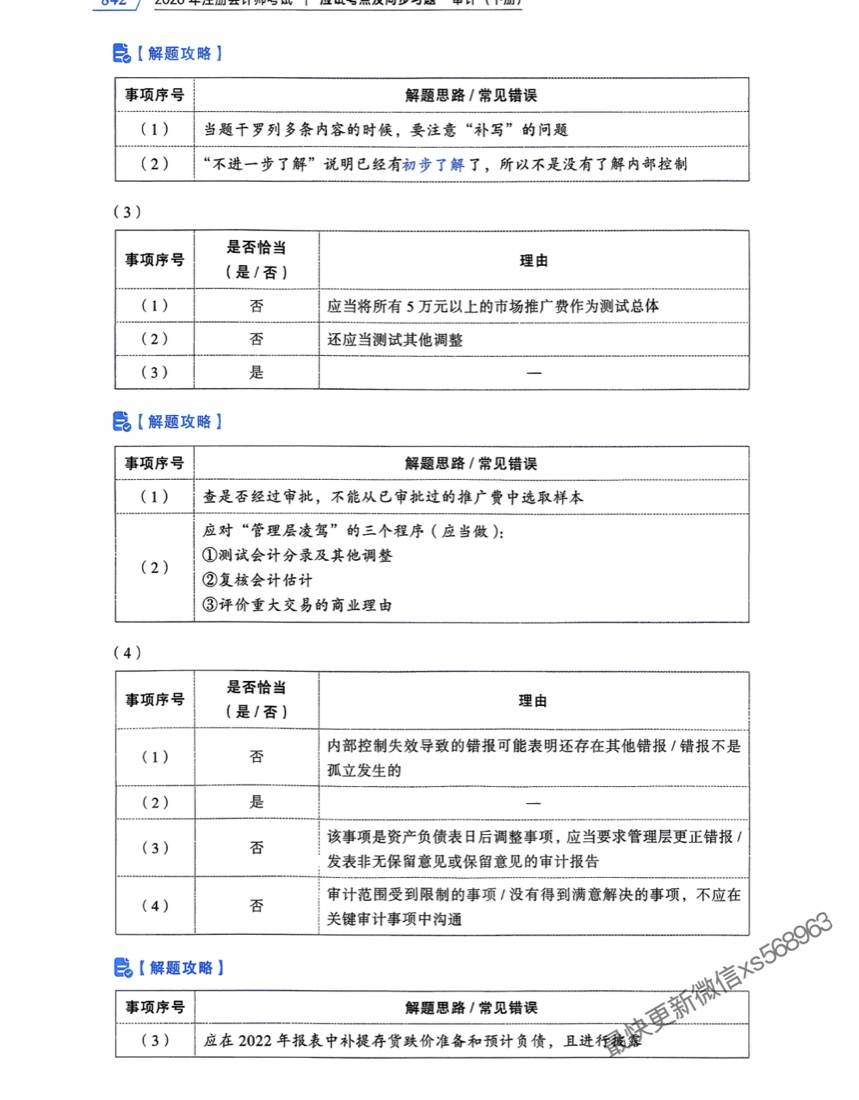 【解题攻略】
事项序号 解题思路 / 常见错误
（1） 当题干罗列多条内容的时候，要注意“补写”的问题
（2） “不进一步了解”说明已经有初步了解了，所以不是没有了解内部控制
（3）
事项序号 是否恰当（是 / 否） 理由
（1） 否 应当将所有 5 万元以上的市场推广费作为测试总体
（2） 否 还应当测试其他调整
（3） 是 —
【解题攻略】
事项序号 解题思路 / 常见错误
（1） 查是否经过审批，不能从已审批过的推广费中选取样本
（2） 应对“管理层凌驾”的三个程序（应当做）：
①测试会计分录及其他调整
②复核会计估计
③评价重大交易的商业理由
（4）
事项序号 是否恰当（是 / 否） 理由
（1） 否 内部控制失效导致的错报可能表明还存在其他错报 / 错报不是
孤立发生的
（2） 是 —
（3） 否 该事项是资产负债表日后调整事项，应当要求管理层更正错报 /
发表非无保留意见或保留意见的审计报告
（4） 否 审计范围受到限制的事项 / 没有得到满意解决的事项，不应在
关键审计事项中沟通
【解题攻略】
事项序号 解题思路 / 常见错误
（3） 应在 2022 年报表中补提存货跌价准备和预计负债，且进行披露
最快更新微信xs568963